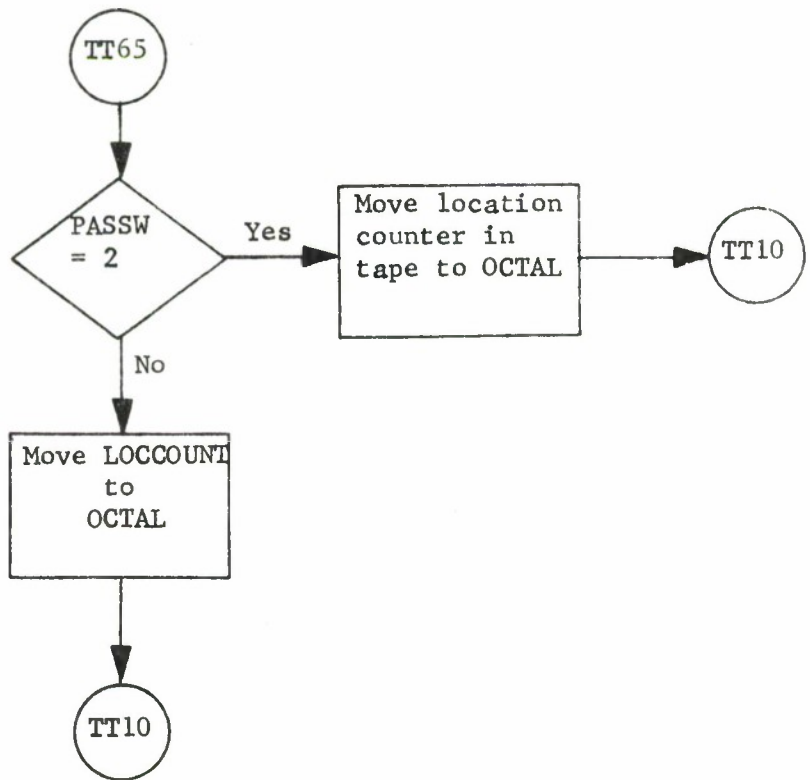 TT65
PASSW
= 2
Yes
Move location
counter in
tape to OCTAL
TT10
No
Move LOCCOUNT
to
OCTAL
TT10